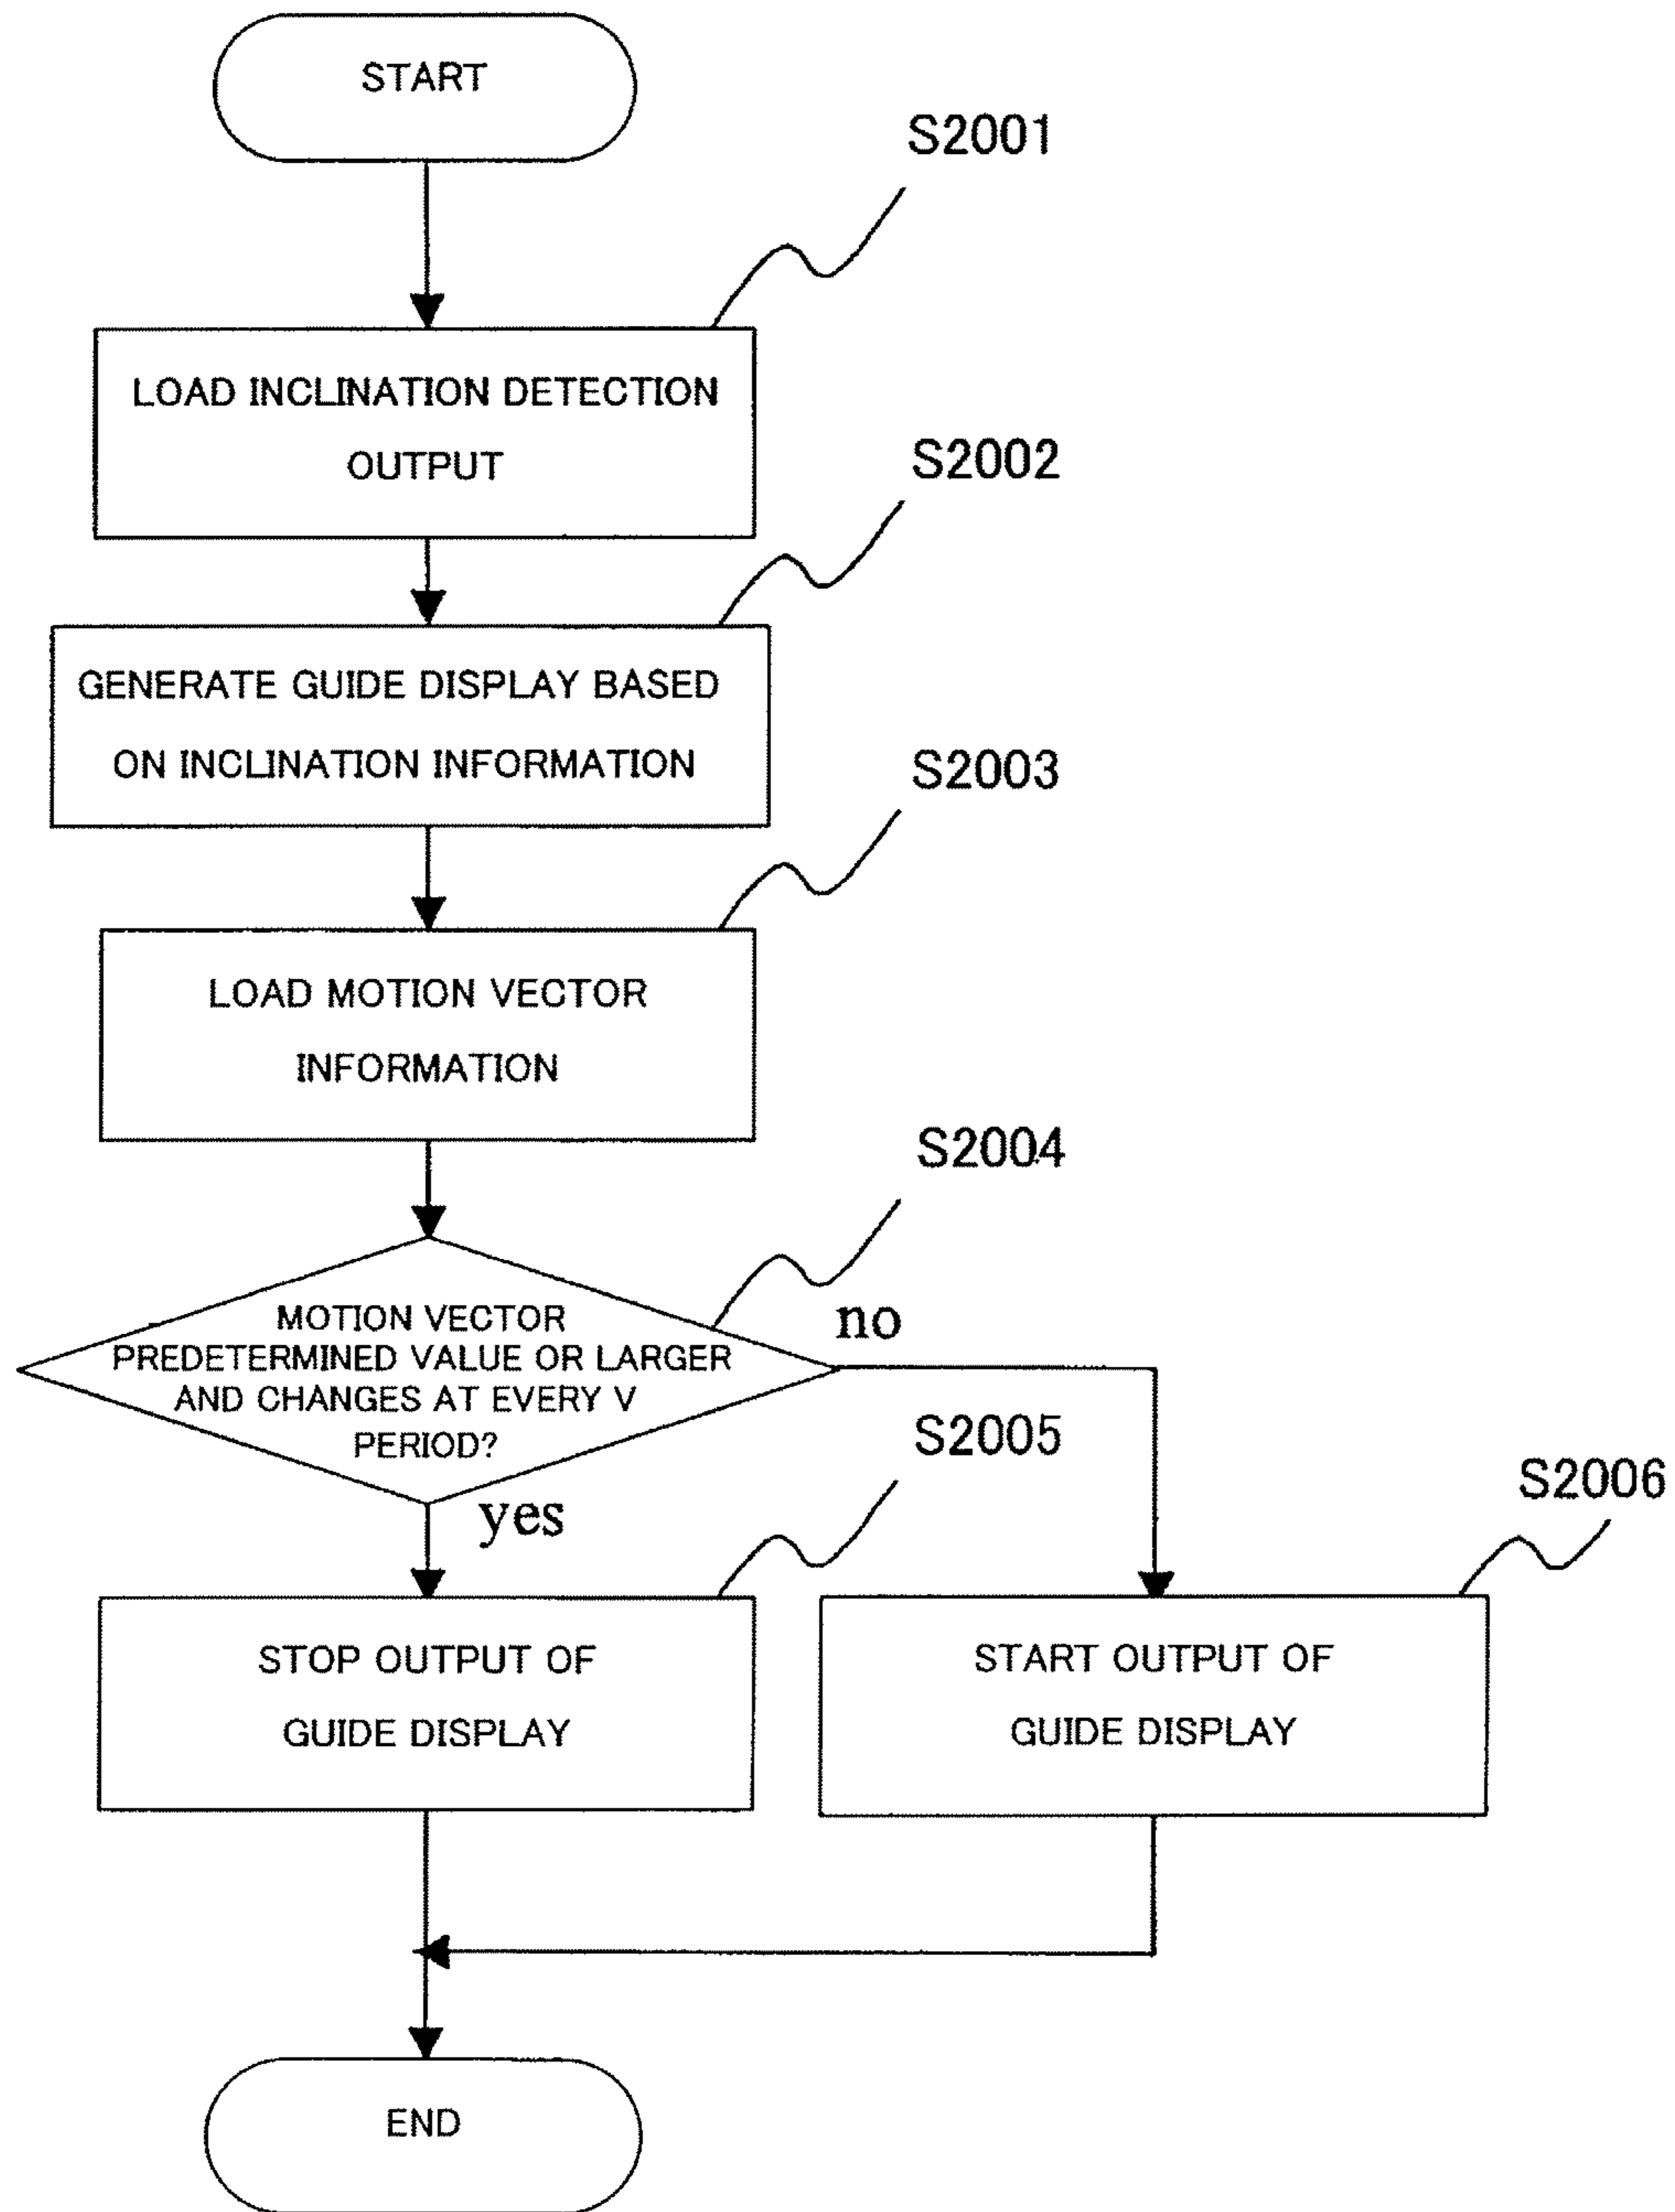 START
S2001
LOAD INCLINATION DETECTION
OUTPUT
S2002
GENERATE GUIDE DISPLAY BASED
ON INCLINATION INFORMATION
S2003
LOAD MOTION VECTOR
INFORMATION
S2004
MOTION VECTOR
PREDETERMINED VALUE OR LARGER
AND CHANGES AT EVERY V
PERIOD?
no
yes
S2005
STOP OUTPUT OF
GUIDE DISPLAY
S2006
START OUTPUT OF
GUIDE DISPLAY
END